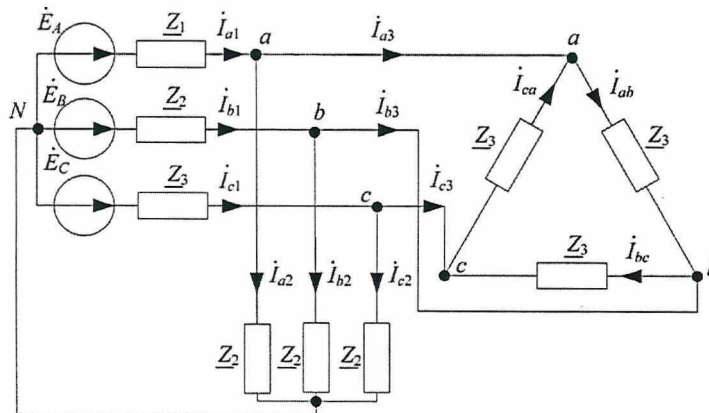 Ė_A Z_1 İ_a1 a İ_a3 a
N Ė_B Z_2 İ_b1 b İ_b3 İ_ca İ_ab
Z_3 Z_3
Ė_C Z_3 İ_c1 c İ_c3
c Z_3 İ_bc
İ_a2 İ_b2 İ_c2
Z_2 Z_2 Z_2